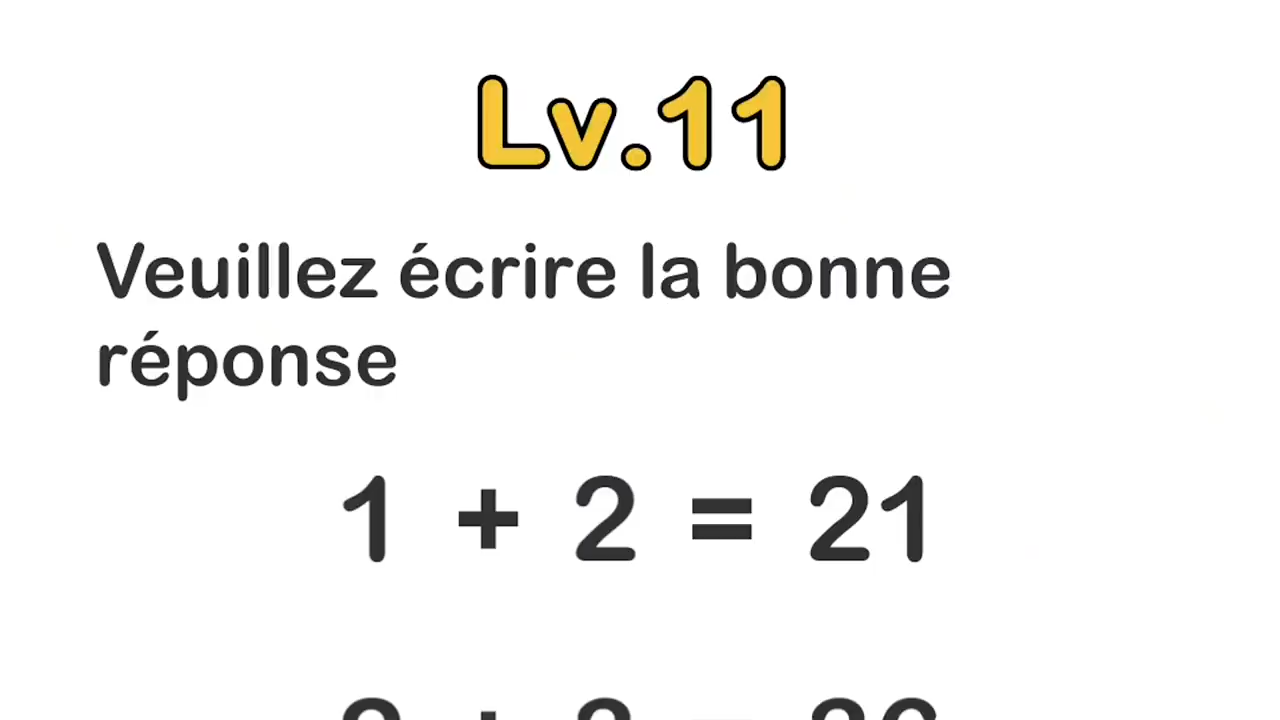 Lv.11
Veuillez écrire la bonne
réponse
1 + 2 = 21